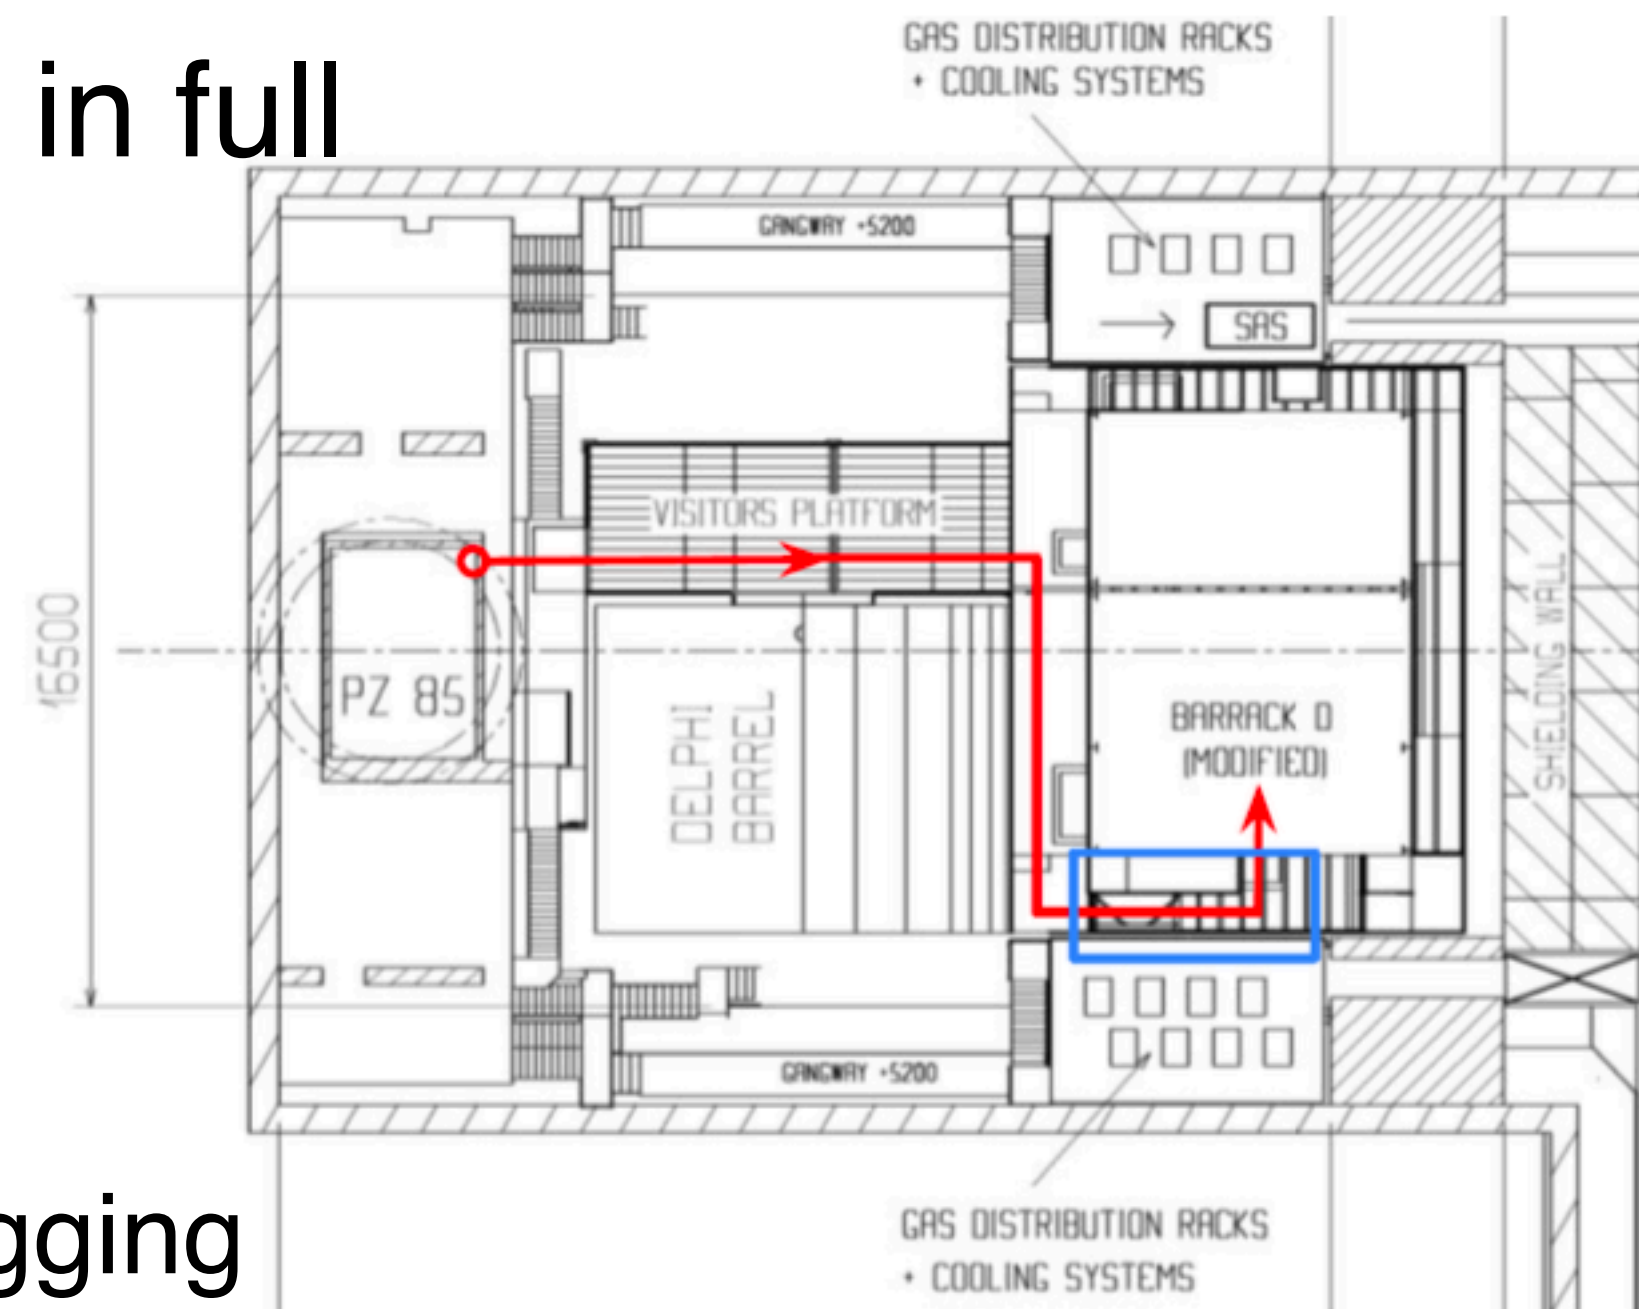 in full
GAS DISTRIBUTION RACKS
+ COOLING SYSTEMS
GANGWAY +5200
SAS
VISITORS PLATFORM
16500
PZ 85
DELPHI
BARREL
BARRACK D
(MODIFIED)
SHIELDING WALL
GANGWAY +5200
gging
GAS DISTRIBUTION RACKS
+ COOLING SYSTEMS